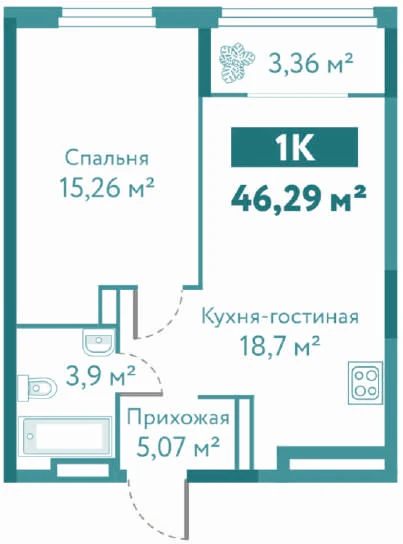 3,36 м²
1К
46,29 м²
Спальня
15,26 м²
Кухня-гостиная
18,7 м²
3,9 м²
Прихожая
5,07 м²